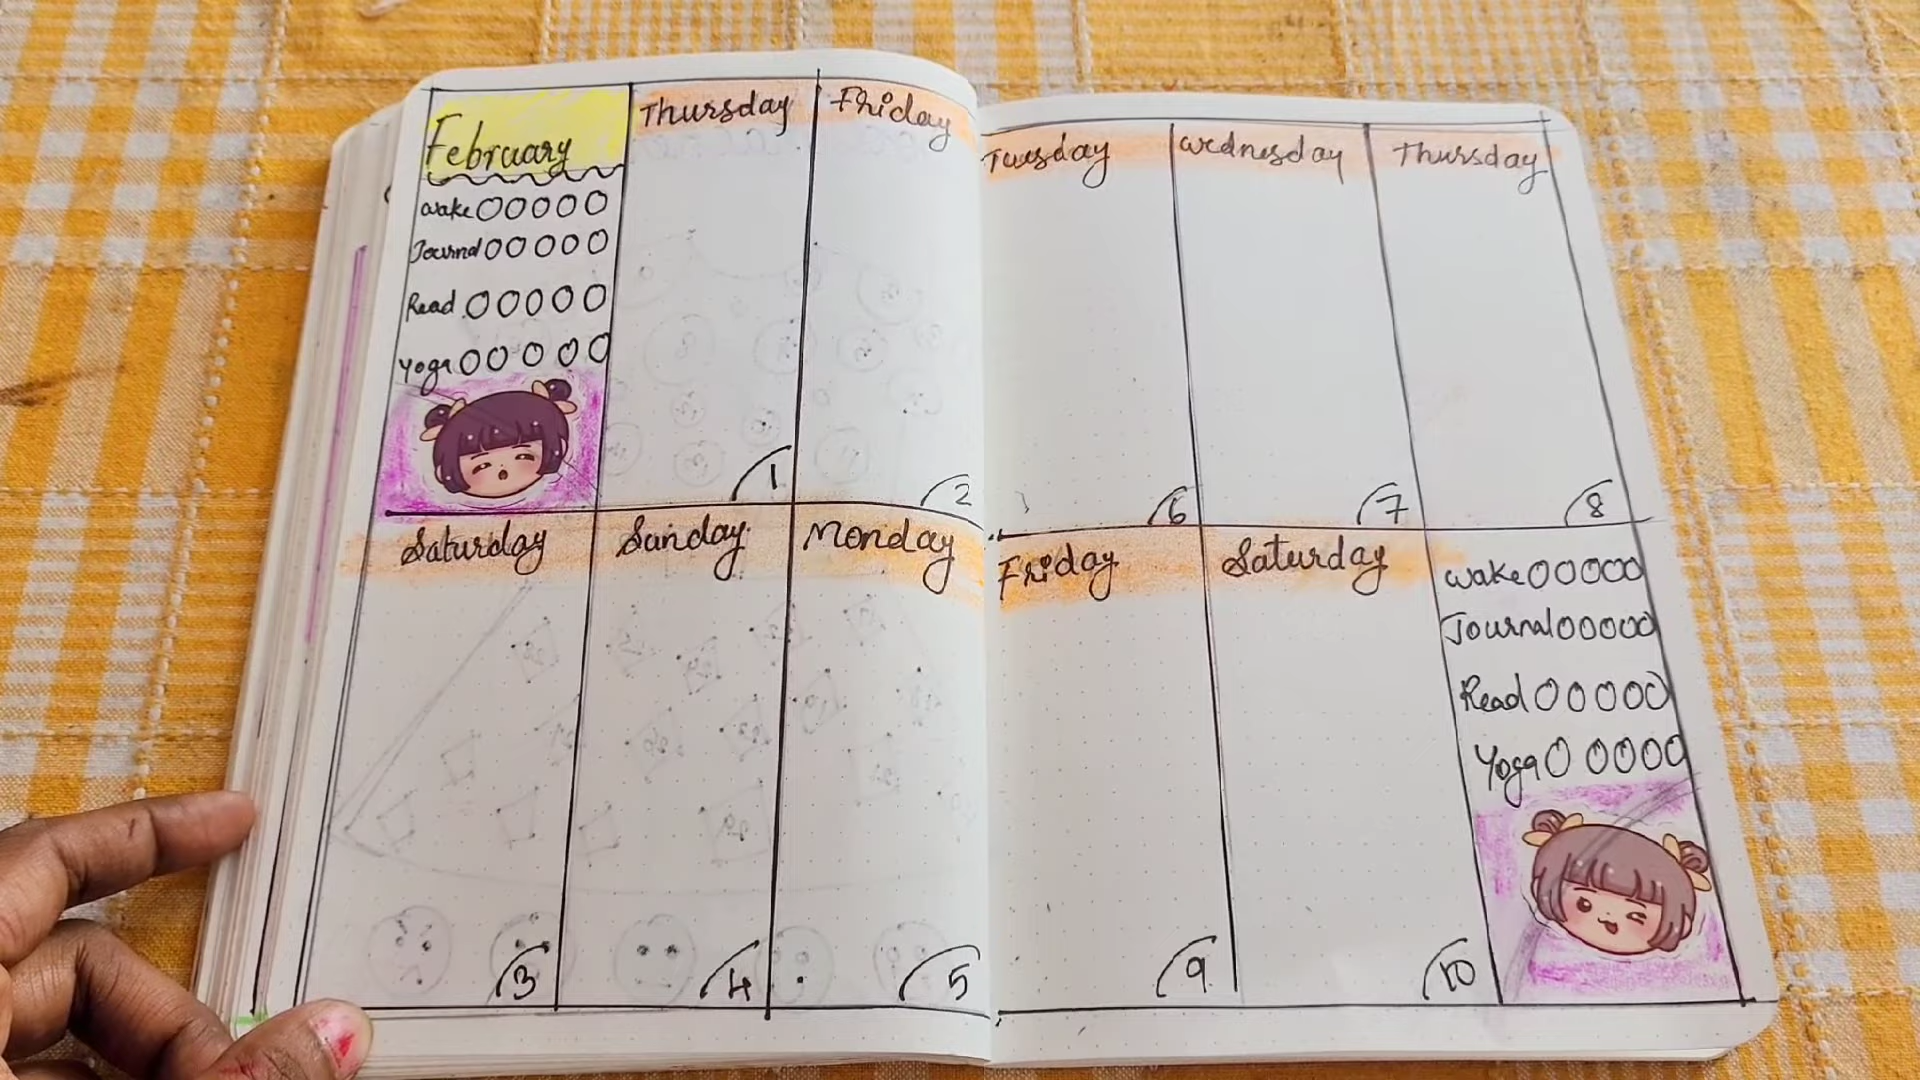 February
Wake
Journal
Read
Yoga
Thursday
1
Friday
2
Saturday
3
Sunday
4
Monday
5
Tuesday
6
Wednesday
7
Thursday
8
Friday
9
Saturday
10
Wake
Journal
Read
Yoga